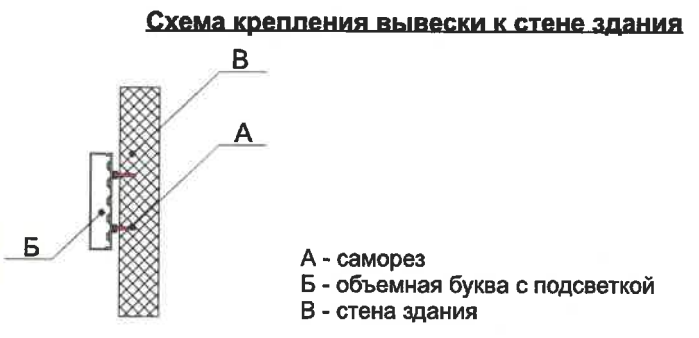 Схема крепления вывески к стене здания
В
А
Б
А - саморез
Б - объемная буква с подсветкой
В - стена здания